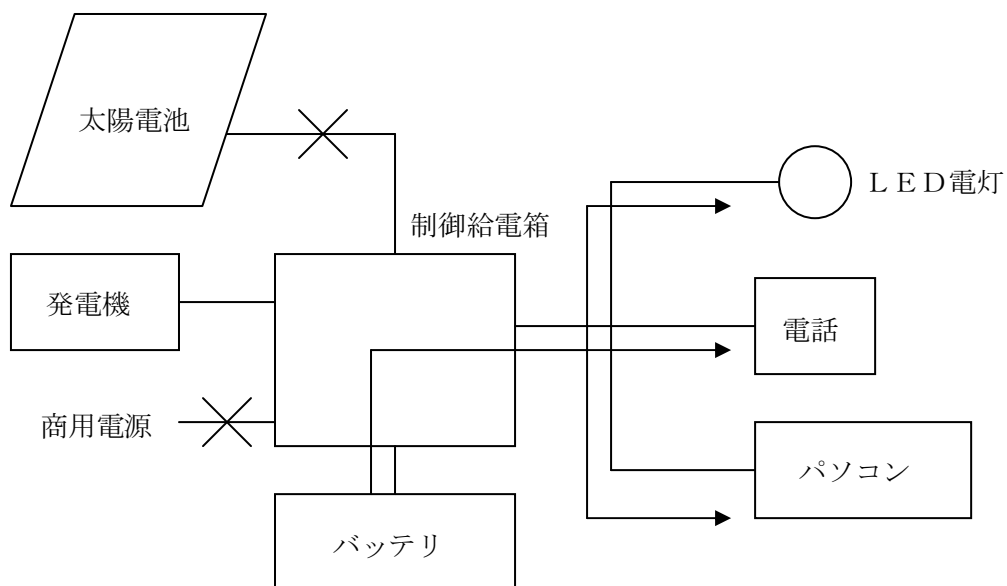 太陽電池
ＬＥＤ電灯
制御給電箱
発電機
電話
商用電源
パソコン
バッテリ